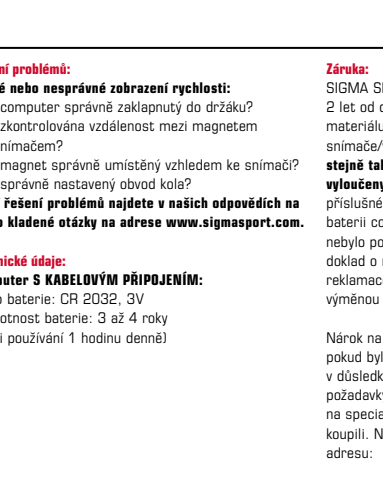 ní problémů:
é nebo nesprávné zobrazení rychlosti:
computer správně zaklapnutý do držáku?
zkontrolována vzdálenost mezi magnetem
nímačem?
magnet správně umístěný vzhledem ke snímači?
správně nastavený obvod kola?
řešení problémů najdete v našich odpovědích na
o kladené otázky na adrese www.sigmasport.com.
nické údaje:
puter S KABELOVÝM PŘIPOJENÍM:
o baterie: CR 2032, 3V
otnost baterie: 3 až 4 roky
i používání 1 hodinu denně)
Záruka:
SIGMA S
2 let od
materiálu
snímače/
stejně tak
vyloučeny
příslušné
baterii
nebylo po
doklad o
reklamac
výměnou
Nárok na
pokud byl
v důsledk
požadavk
na specia
koupili. N
adresu: